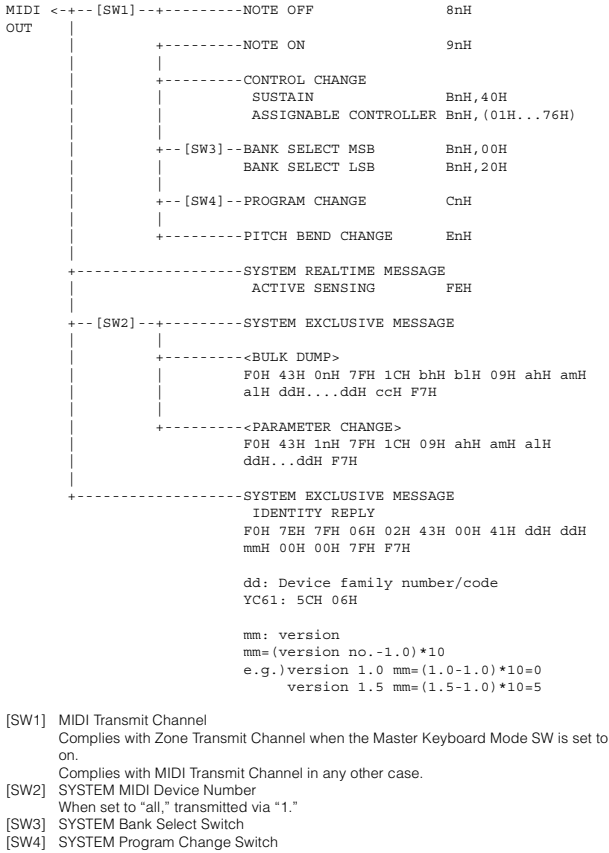 MIDI <-+--[SW1]--+---------NOTE OFF                8nH
OUT    |         |
       |         +---------NOTE ON                 9nH
       |         |
       |         +---------CONTROL CHANGE
       |         |          SUSTAIN                BnH,40H
       |         |          ASSIGNABLE CONTROLLER BnH,(01H...76H)
       |         |
       |         +--[SW3]--BANK SELECT MSB         BnH,00H
       |         |         BANK SELECT LSB         BnH,20H
       |         |
       |         +--[SW4]--PROGRAM CHANGE          CnH
       |         |
       |         +---------PITCH BEND CHANGE       EnH
       |
       +-------------------SYSTEM REALTIME MESSAGE
       |                    ACTIVE SENSING         FEH
       |
       +--[SW2]--+---------SYSTEM EXCLUSIVE MESSAGE
       |         |
       |         +---------<BULK DUMP>
       |         |         F0H 43H 0nH 7FH 1CH bhH blH 09H ahH amH
       |         |         alH ddH....ddH ccH F7H
       |         |
       |         +---------<PARAMETER CHANGE>
       |                   F0H 43H 1nH 7FH 1CH 09H ahH amH alH
       |                   ddH...ddH F7H
       |
       +-------------------SYSTEM EXCLUSIVE MESSAGE
                            IDENTITY REPLY
                           F0H 7EH 7FH 06H 02H 43H 00H 41H ddH ddH
                           mmH 00H 00H 7FH F7H

                           dd: Device family number/code
                           YC61: 5CH 06H

                           mm: version
                           mm=(version no.-1.0)*10
                           e.g.)version 1.0 mm=(1.0-1.0)*10=0
                                version 1.5 mm=(1.5-1.0)*10=5

[SW1] MIDI Transmit Channel
Complies with Zone Transmit Channel when the Master Keyboard Mode SW is set to
on.
Complies with MIDI Transmit Channel in any other case.
[SW2] SYSTEM MIDI Device Number
When set to “all,” transmitted via “1.”
[SW3] SYSTEM Bank Select Switch
[SW4] SYSTEM Program Change Switch